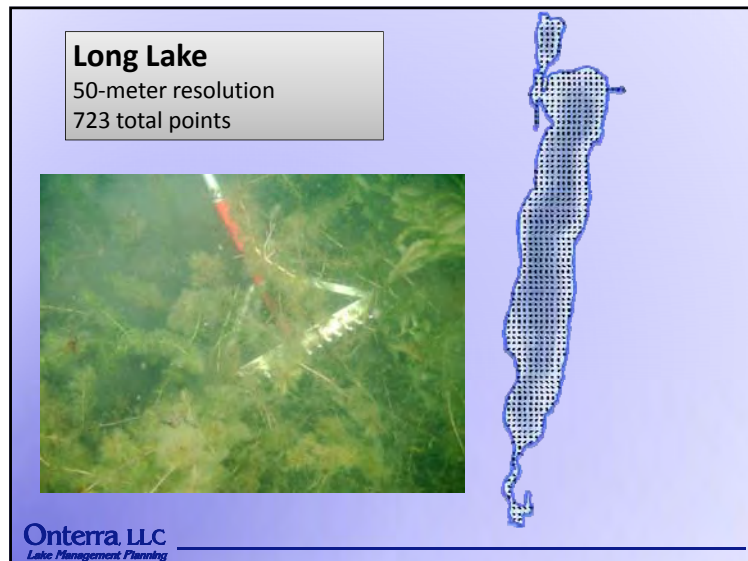 Long Lake
50-meter resolution
723 total points
Onterra, LLC
Lake Management Planning